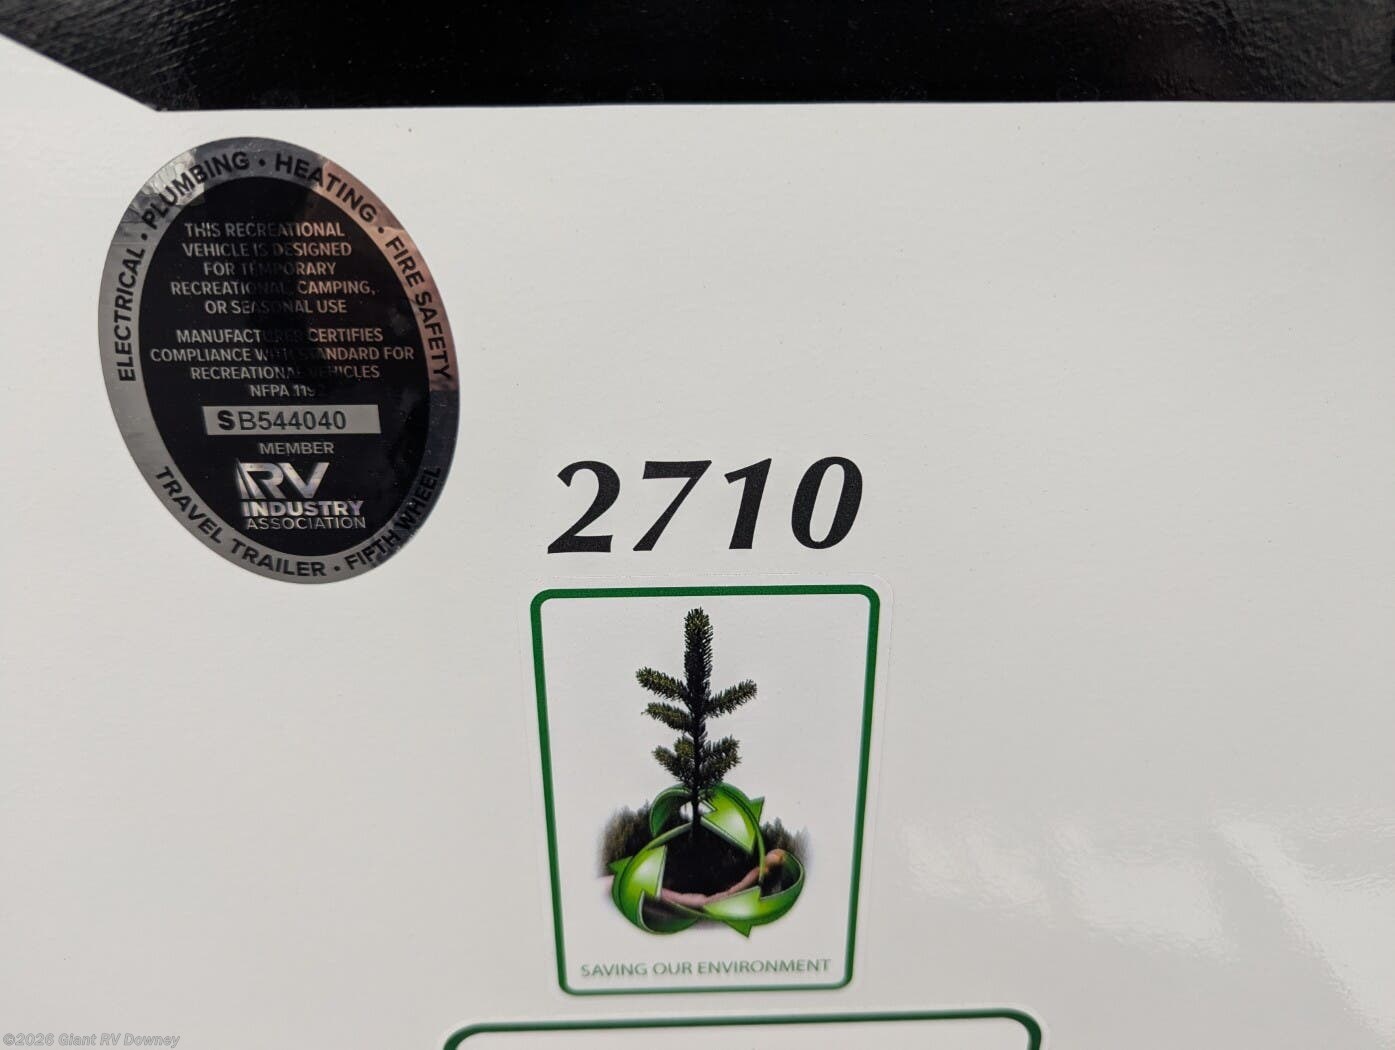 ELECTRICAL • PLUMBING • HEATING • FIRE SAFETY
THIS RECREATIONAL
VEHICLE IS DESIGNED
FOR TEMPORARY
RECREATIONAL, CAMPING,
OR SEASONAL USE
MANUFACTURER CERTIFIES
COMPLIANCE WITH STANDARD FOR
RECREATIONAL VEHICLES
NFPA 1192
SB544040
MEMBER
RV
INDUSTRY
ASSOCIATION
TRAVEL TRAILER • FIFTH WHEEL
2710
SAVING OUR ENVIRONMENT
©2026 Giant RV Downey